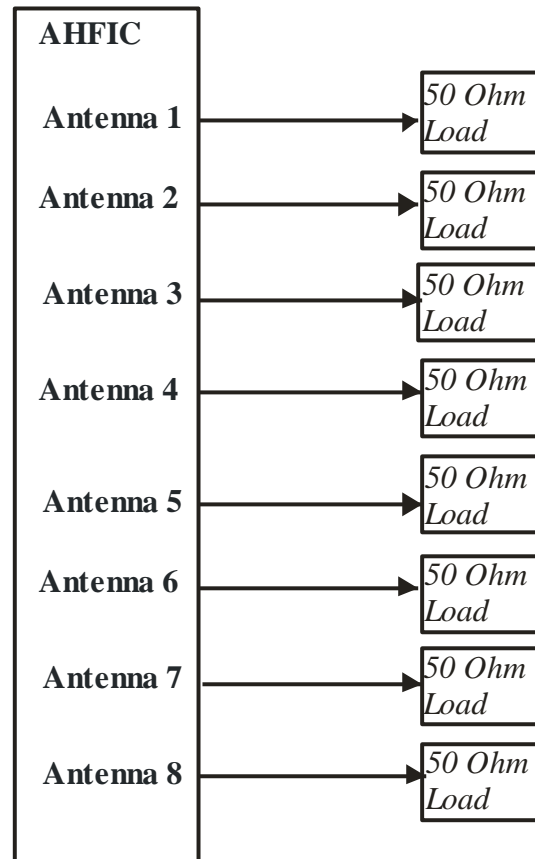 AHFIC
Antenna 1
50 Ohm
Load
Antenna 2
50 Ohm
Load
Antenna 3
50 Ohm
Load
Antenna 4
50 Ohm
Load
Antenna 5
50 Ohm
Load
Antenna 6
50 Ohm
Load
Antenna 7
50 Ohm
Load
Antenna 8
50 Ohm
Load